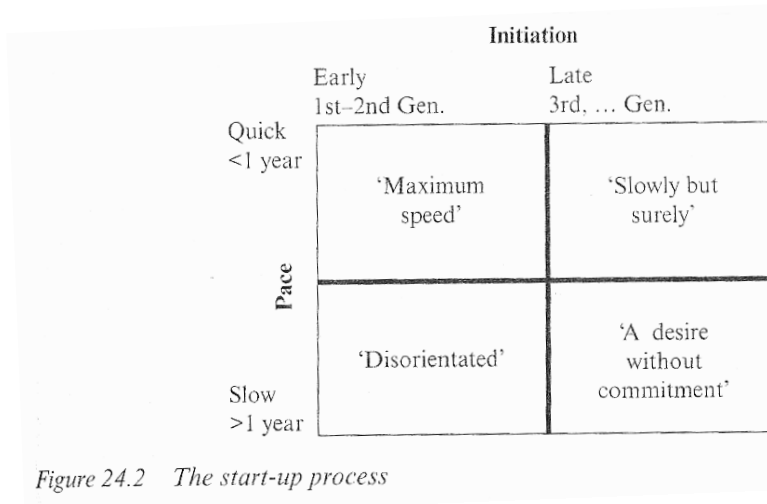 Initiation
Early
Late
1st–2nd Gen.
3rd, ... Gen.
Quick
<1 year
‘Maximum
speed’
‘Slowly but
surely’
Pace
‘Disorientated’
‘A desire
without
commitment’
Slow
>1 year
Figure 24.2 The start-up process